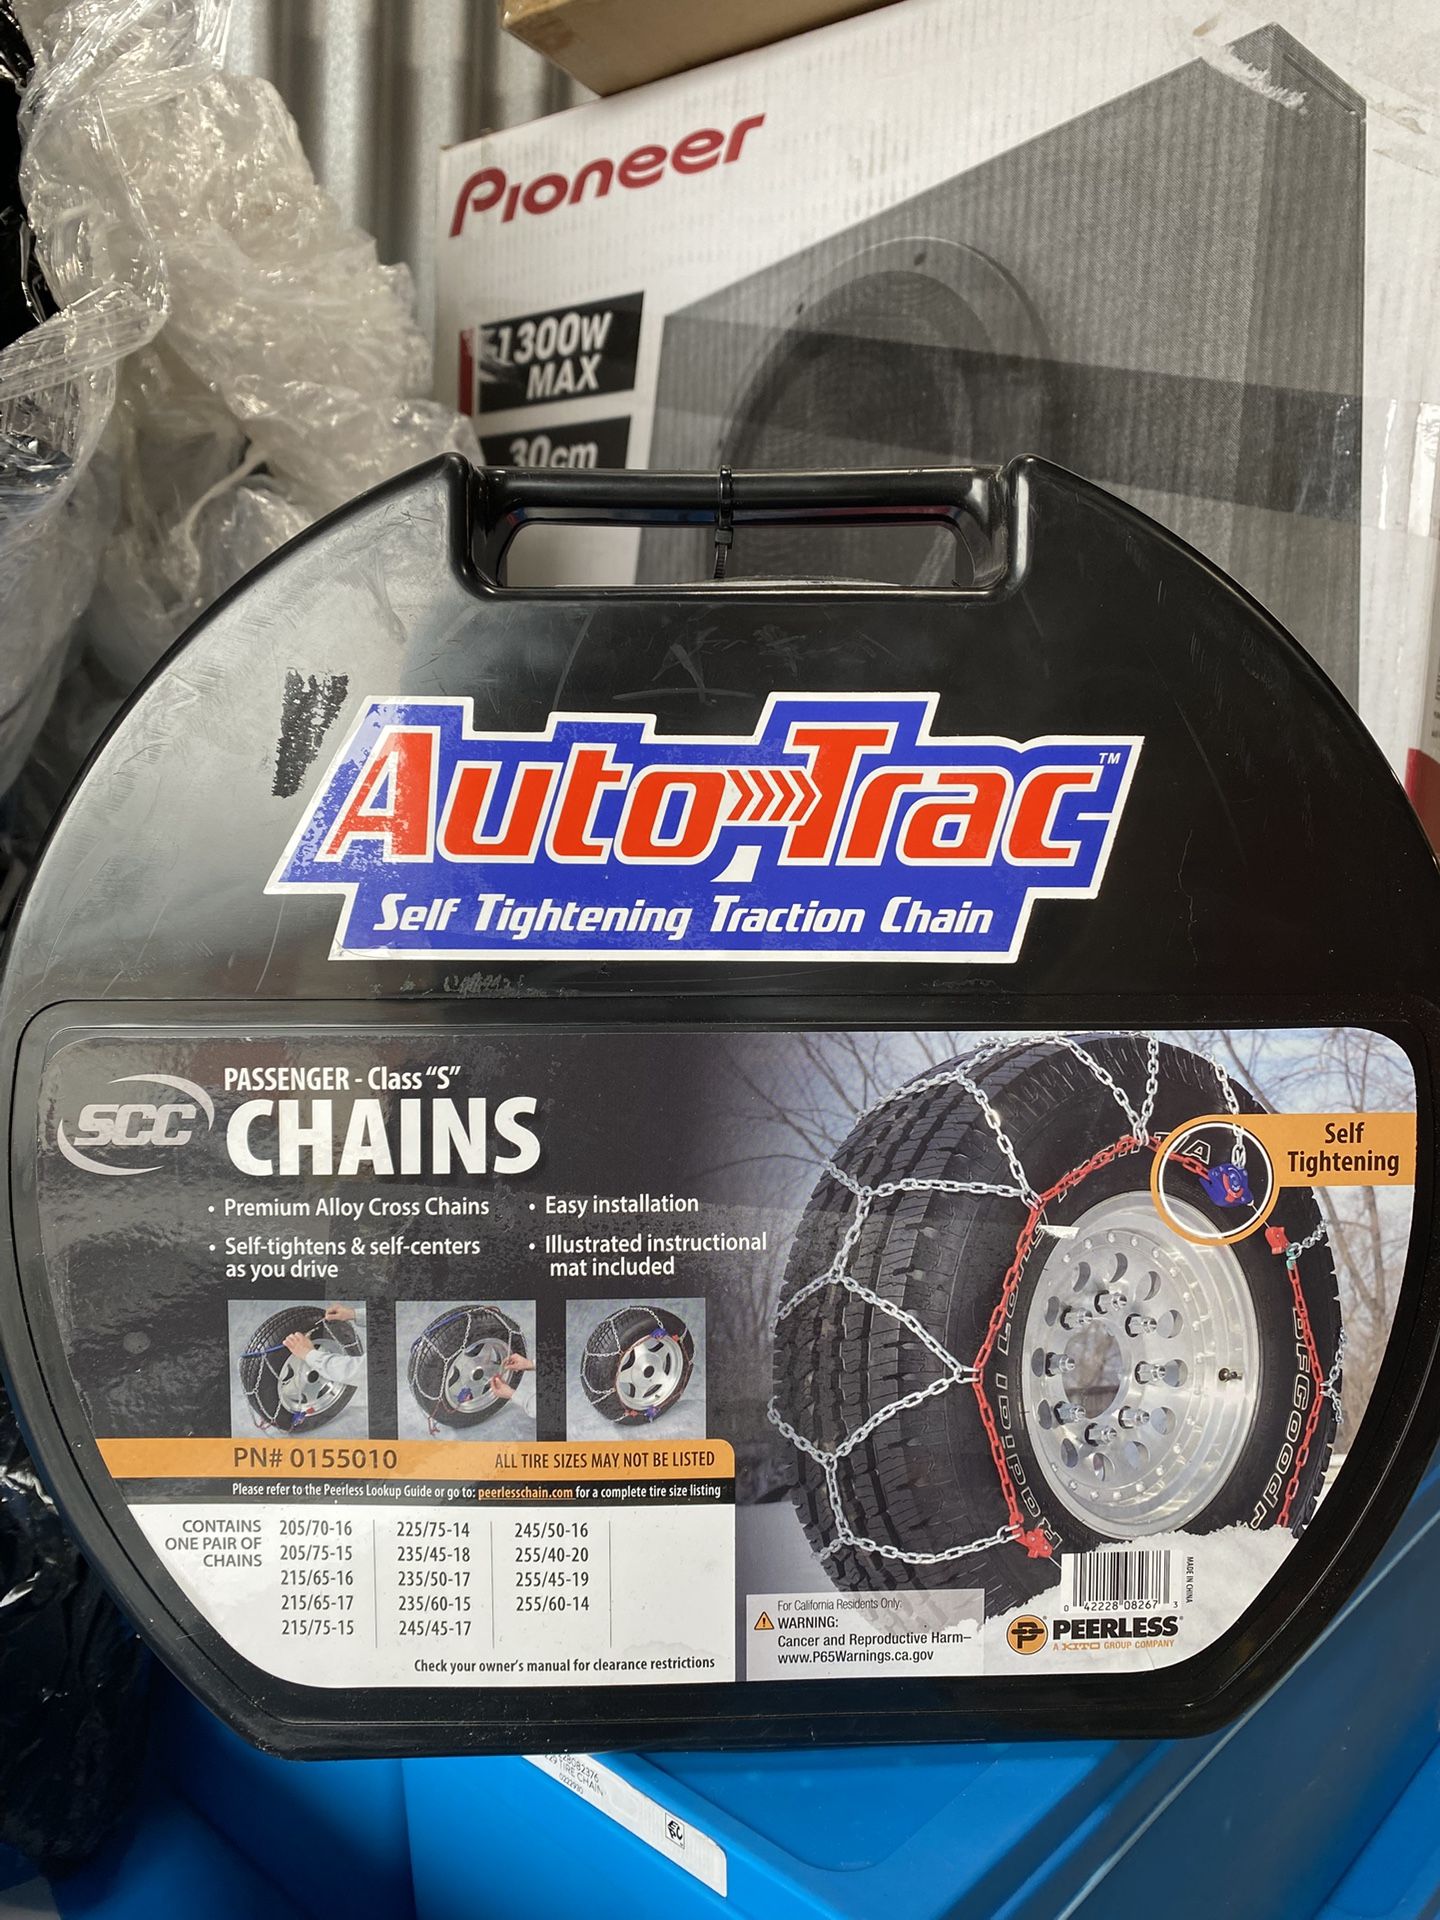 Pioneer
1300W
MAX
30cm
Auto-Trac™
Self Tightening Traction Chain
SCC
PASSENGER - Class "S"
CHAINS
• Premium Alloy Cross Chains
• Self-tightens & self-centers
as you drive
• Easy installation
• Illustrated instructional
mat included
Self
Tightening
PN# 0155010 ALL TIRE SIZES MAY NOT BE LISTED
Please refer to the Peerless Lookup Guide or go to: peerlesschain.com for a complete tire size listing
CONTAINS
ONE PAIR OF
CHAINS
205/70-16 225/75-14 245/50-16
205/75-15 235/45-18 255/40-20
215/65-16 235/50-17 255/45-19
215/65-17 235/60-15 255/60-14
215/75-15 245/45-17
Check your owner's manual for clearance restrictions
For California Residents Only:
WARNING:
Cancer and Reproductive Harm–
www.P65Warnings.ca.gov
0 42228 08267 3
MADE IN CHINA
PEERLESS
A KITO GROUP COMPANY
BFGoodr
Radial Long
TIRE CHAIN